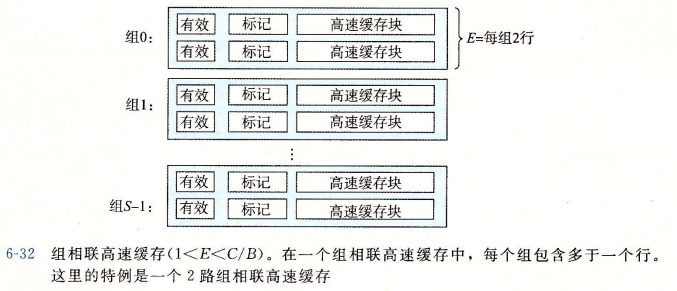 组0:
有效 标记 高速缓存块
有效 标记 高速缓存块
E=每组2行
组1:
有效 标记 高速缓存块
有效 标记 高速缓存块
⋮
组S-1:
有效 标记 高速缓存块
有效 标记 高速缓存块
6-32 组相联高速缓存(1<E<C/B)。在一个组相联高速缓存中，每个组包含多于一个行。
这里的特例是一个 2 路组相联高速缓存